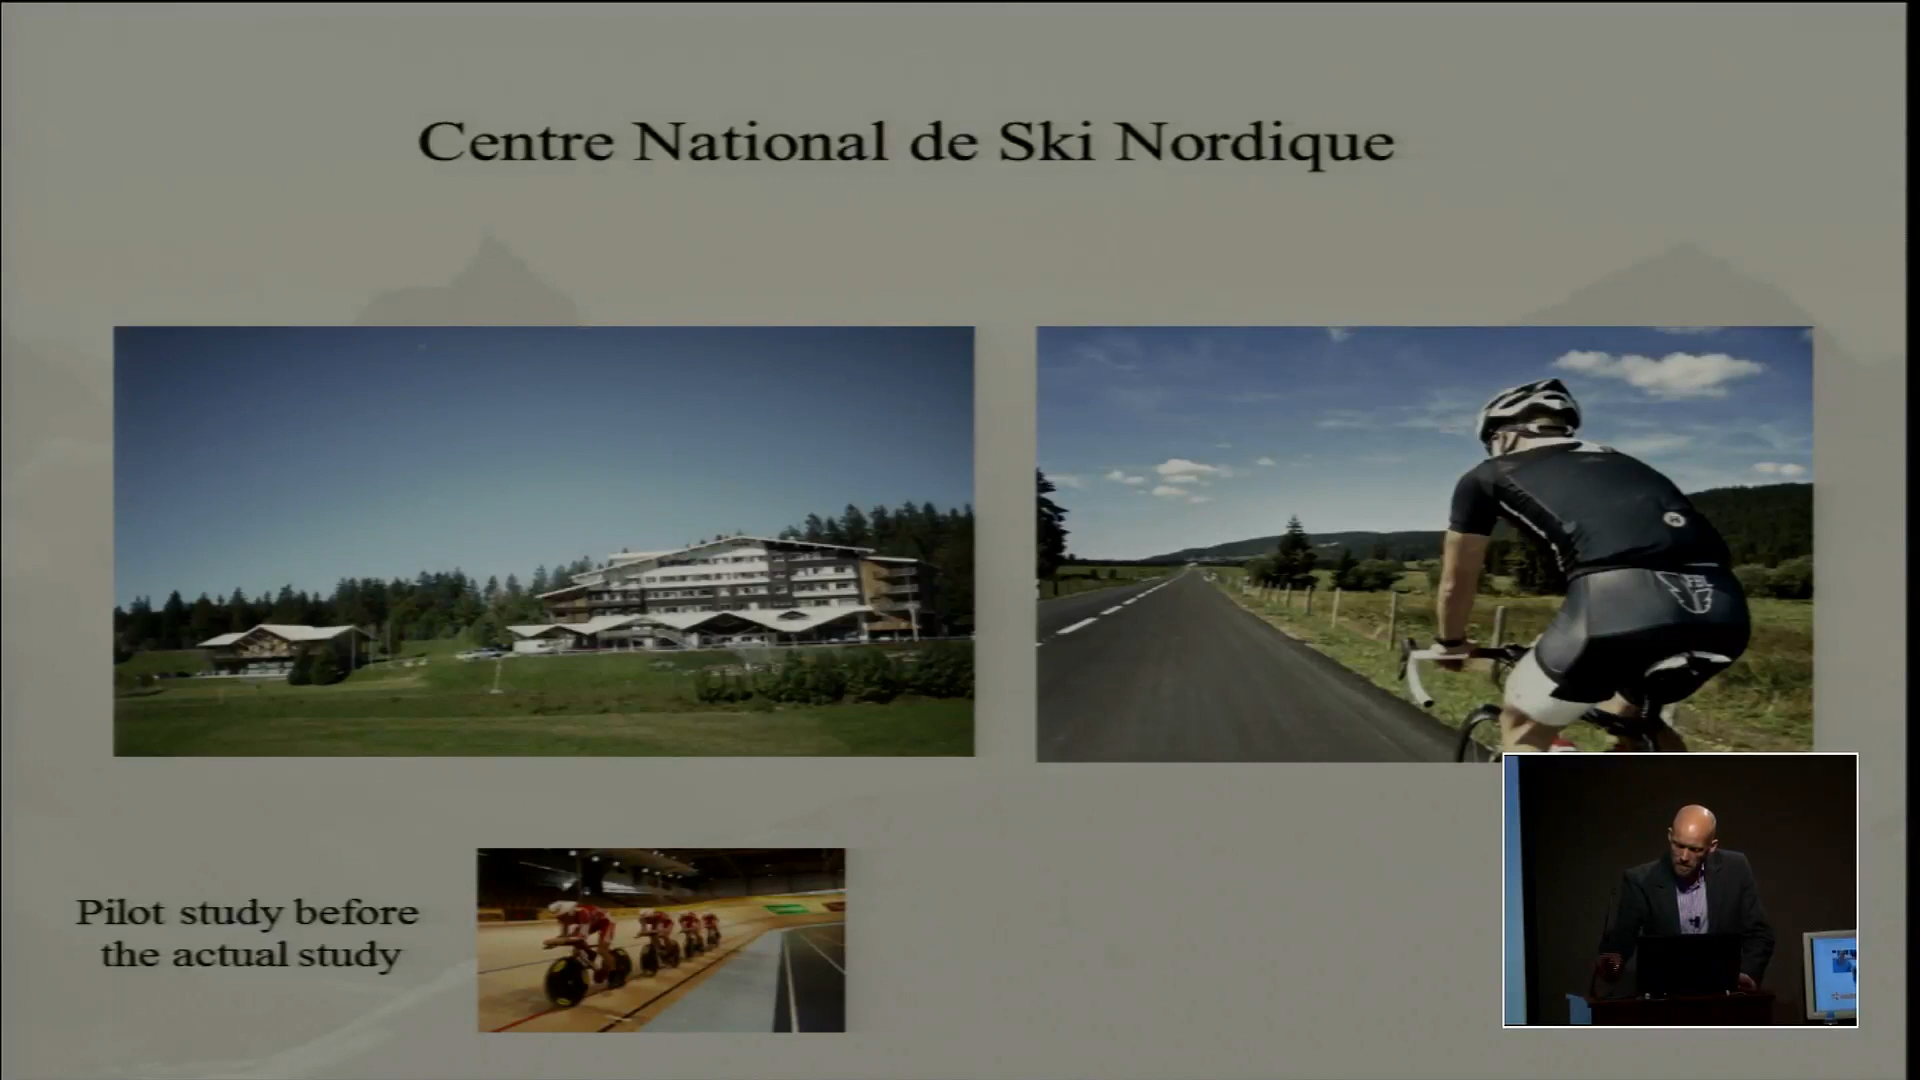 Centre National de Ski Nordique
Pilot study before
the actual study